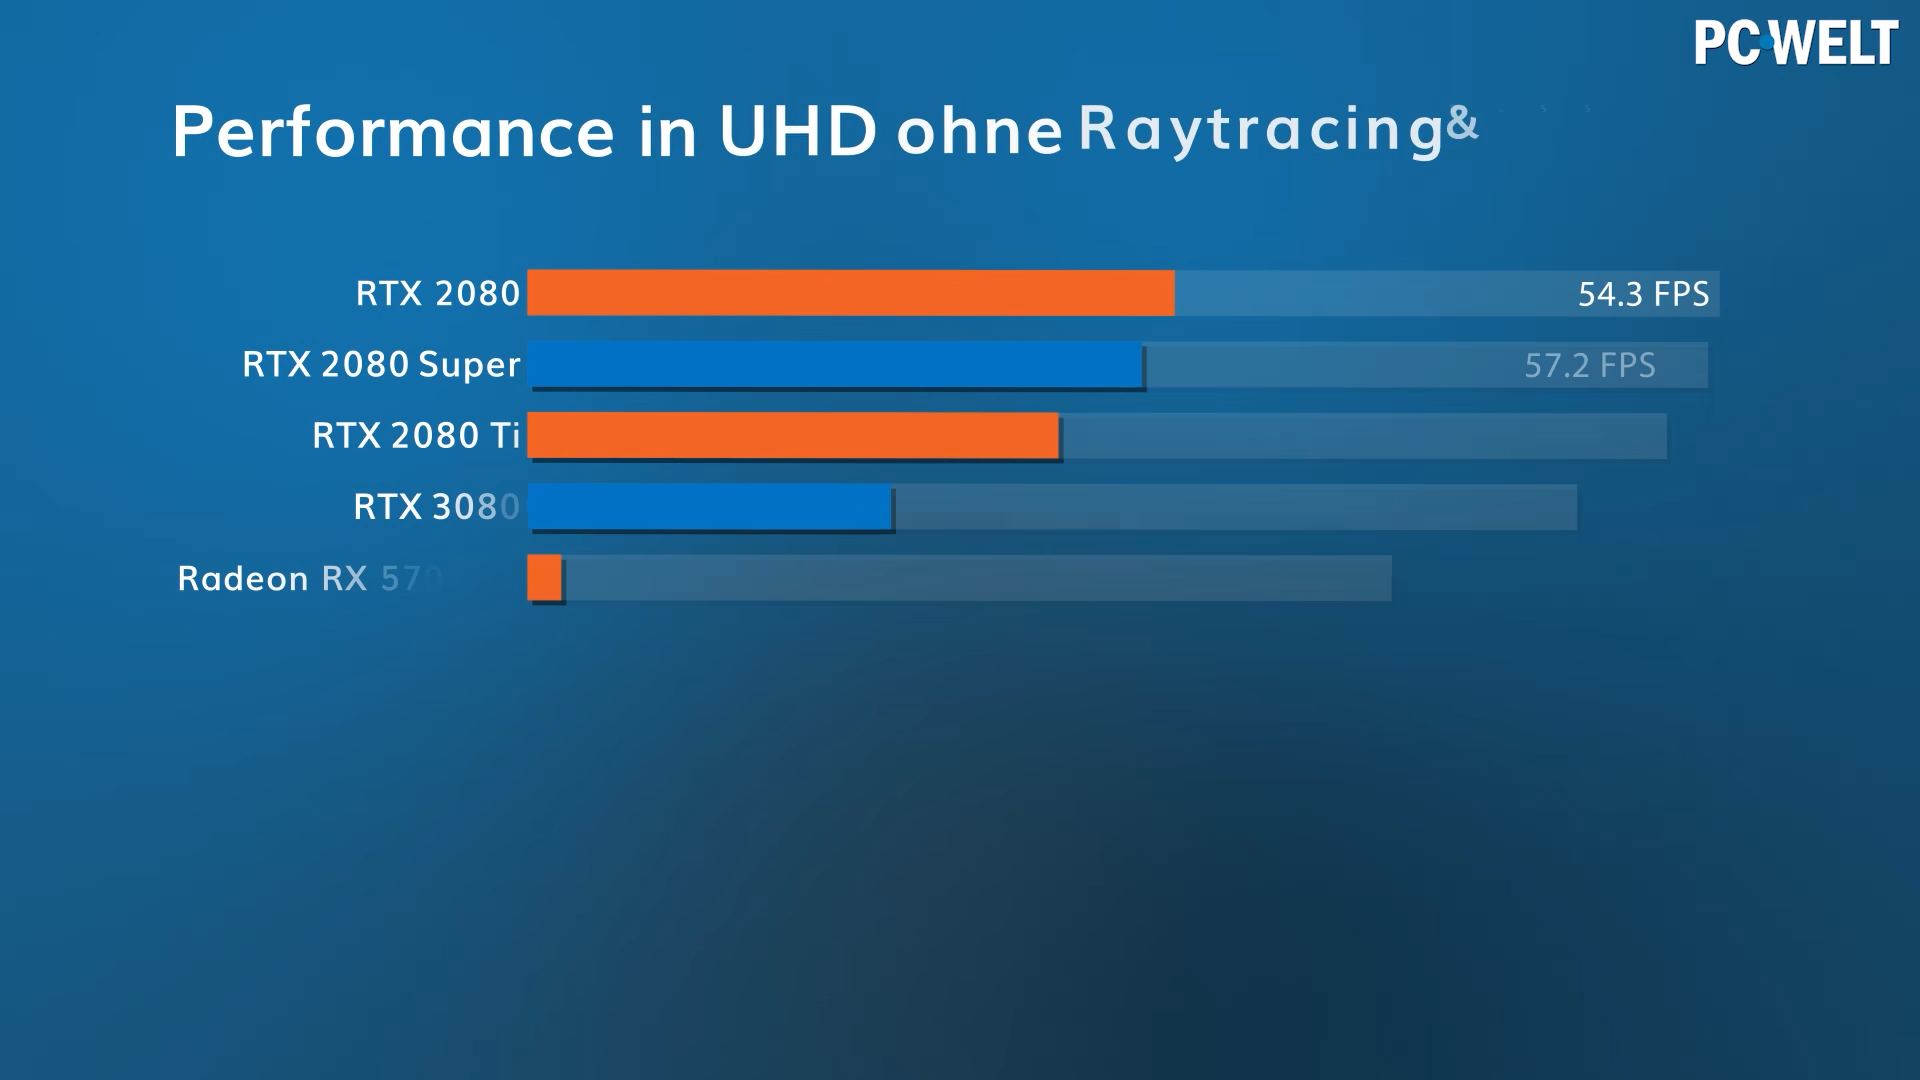 PC WELT
Performance in UHD ohne Raytracing &
RTX 2080 54.3 FPS
RTX 2080 Super 57.2 FPS
RTX 2080 Ti
RTX 3080
Radeon RX 570